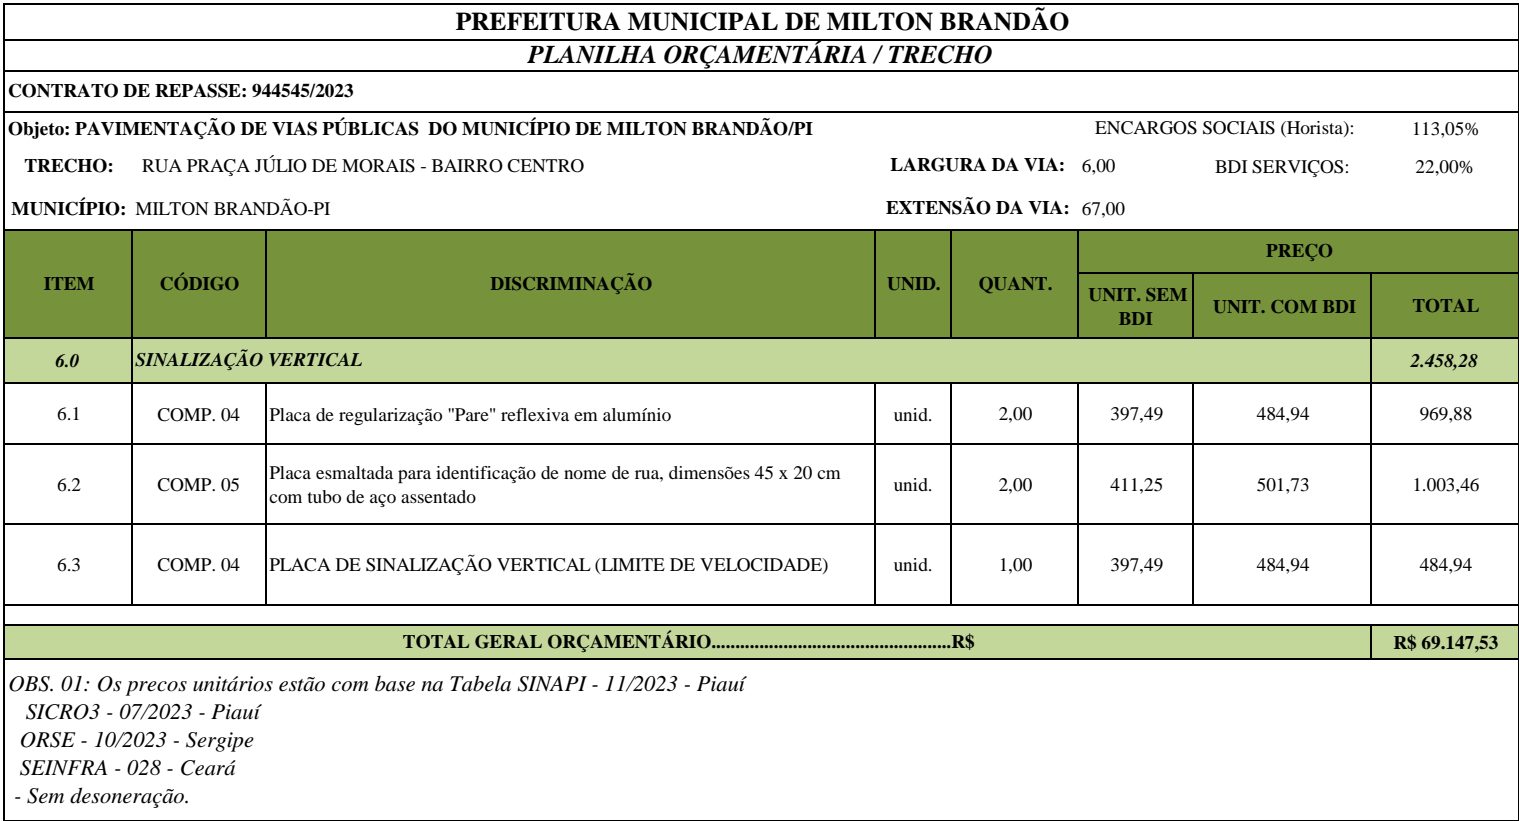 PREFEITURA MUNICIPAL DE MILTON BRANDÃO
PLANILHA ORÇAMENTÁRIA / TRECHO
CONTRATO DE REPASSE: 944545/2023
Objeto: PAVIMENTAÇÃO DE VIAS PÚBLICAS DO MUNICÍPIO DE MILTON BRANDÃO/PI ENCARGOS SOCIAIS (Horista): 113,05%
TRECHO: RUA PRAÇA JÚLIO DE MORAIS - BAIRRO CENTRO LARGURA DA VIA: 6,00 BDI SERVIÇOS: 22,00%
MUNICÍPIO: MILTON BRANDÃO-PI EXTENSÃO DA VIA: 67,00
ITEM CÓDIGO DISCRIMINAÇÃO UNID. QUANT. PREÇO
UNIT. SEM BDI UNIT. COM BDI TOTAL
6.0 SINALIZAÇÃO VERTICAL 2.458,28
6.1 COMP. 04 Placa de regularização "Pare" reflexiva em alumínio unid. 2,00 397,49 484,94 969,88
6.2 COMP. 05 Placa esmaltada para identificação de nome de rua, dimensões 45 x 20 cm
com tubo de aço assentado unid. 2,00 411,25 501,73 1.003,46
6.3 COMP. 04 PLACA DE SINALIZAÇÃO VERTICAL (LIMITE DE VELOCIDADE) unid. 1,00 397,49 484,94 484,94
TOTAL GERAL ORÇAMENTÁRIO..................................................R$ R$ 69.147,53
OBS. 01: Os precos unitários estão com base na Tabela SINAPI - 11/2023 - Piauí
SICRO3 - 07/2023 - Piauí
ORSE - 10/2023 - Sergipe
SEINFRA - 028 - Ceará
- Sem desoneração.